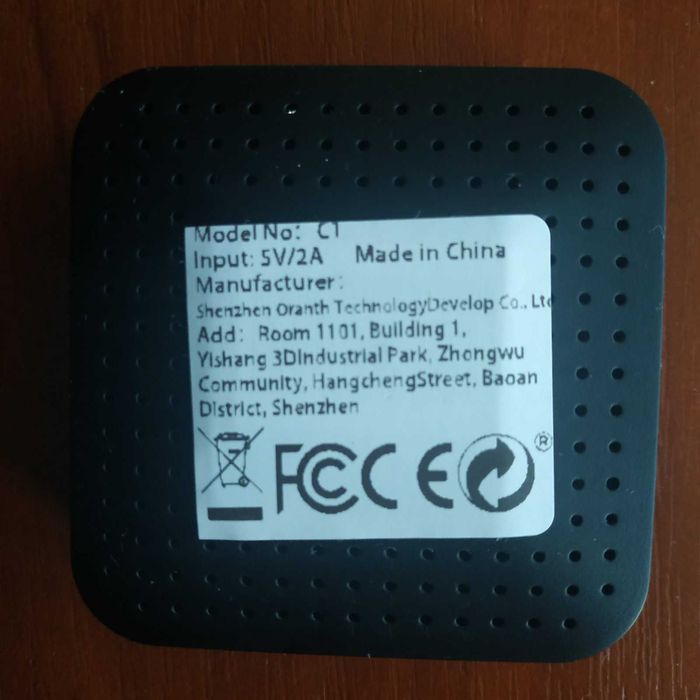 Model No: C1
Input: 5V/2A Made in China
Manufacturer:
Shenzhen Oranth TechnologyDevelop Co., Ltd
Add: Room 1101, Building 1,
Yishang 3DIndustrial Park, Zhongwu
Community, HangchengStreet, Baoan
District, Shenzhen
FCC CE ®